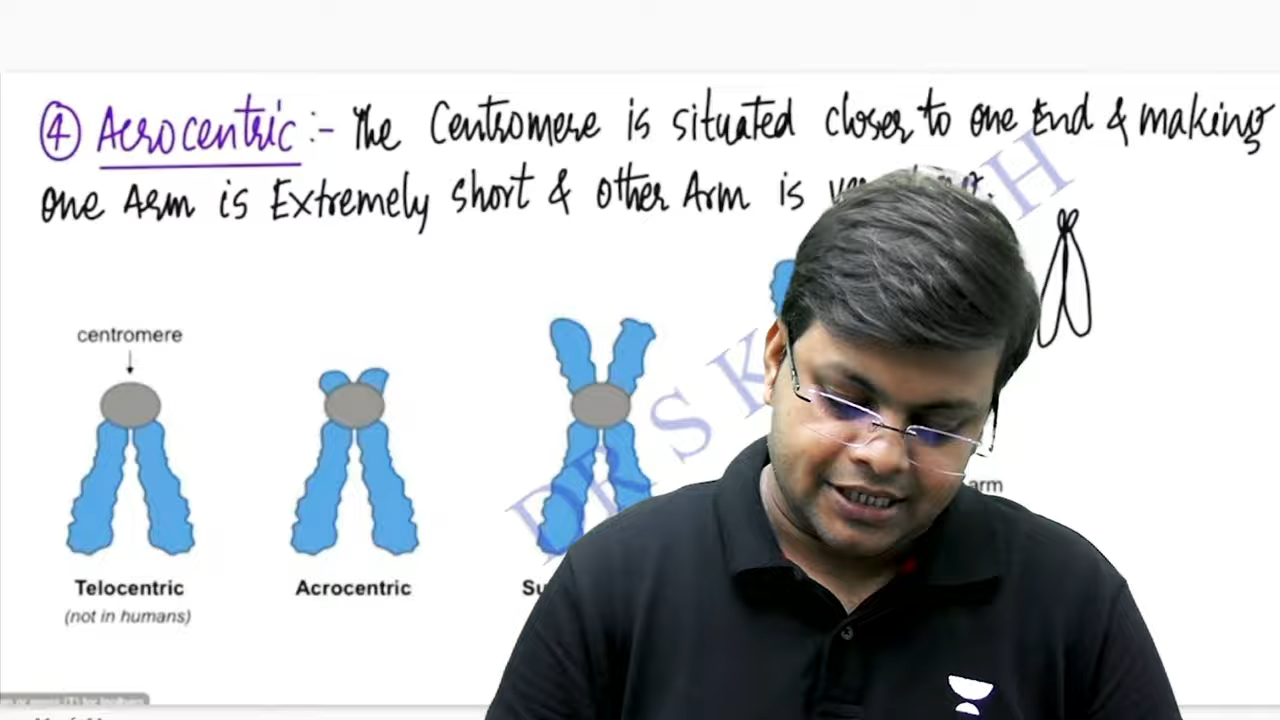 ④ Acrocentric :- The Centromere is situated closer to one End & making
one Arm is Extremely short & other Arm is
centromere
arm
Telocentric
Acrocentric
(not in humans)
DR S K
H